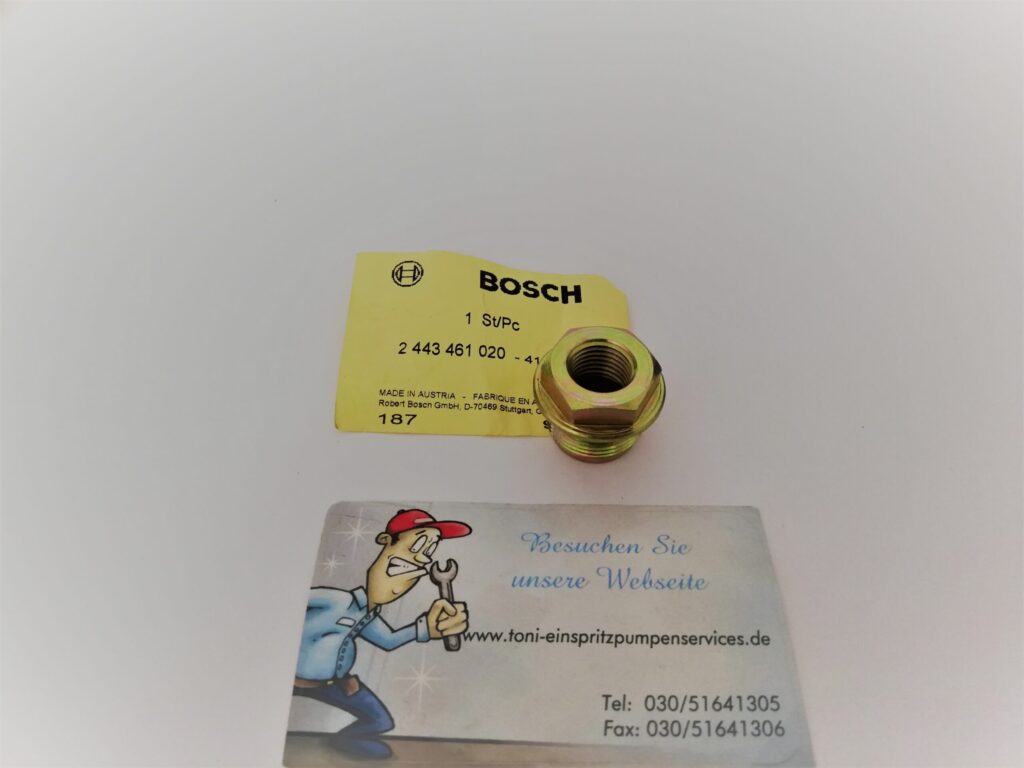 BOSCH
1 St/Pc
2 443 461 020 - 41
MADE IN AUSTRIA - FABRIQUE EN A
Robert Bosch GmbH, D-70469 Stuttgart, G
187
Besuchen Sie
unsere Webseite
www.toni-einspritzpumpenservices.de
Tel: 030/51641305
Fax: 030/51641306